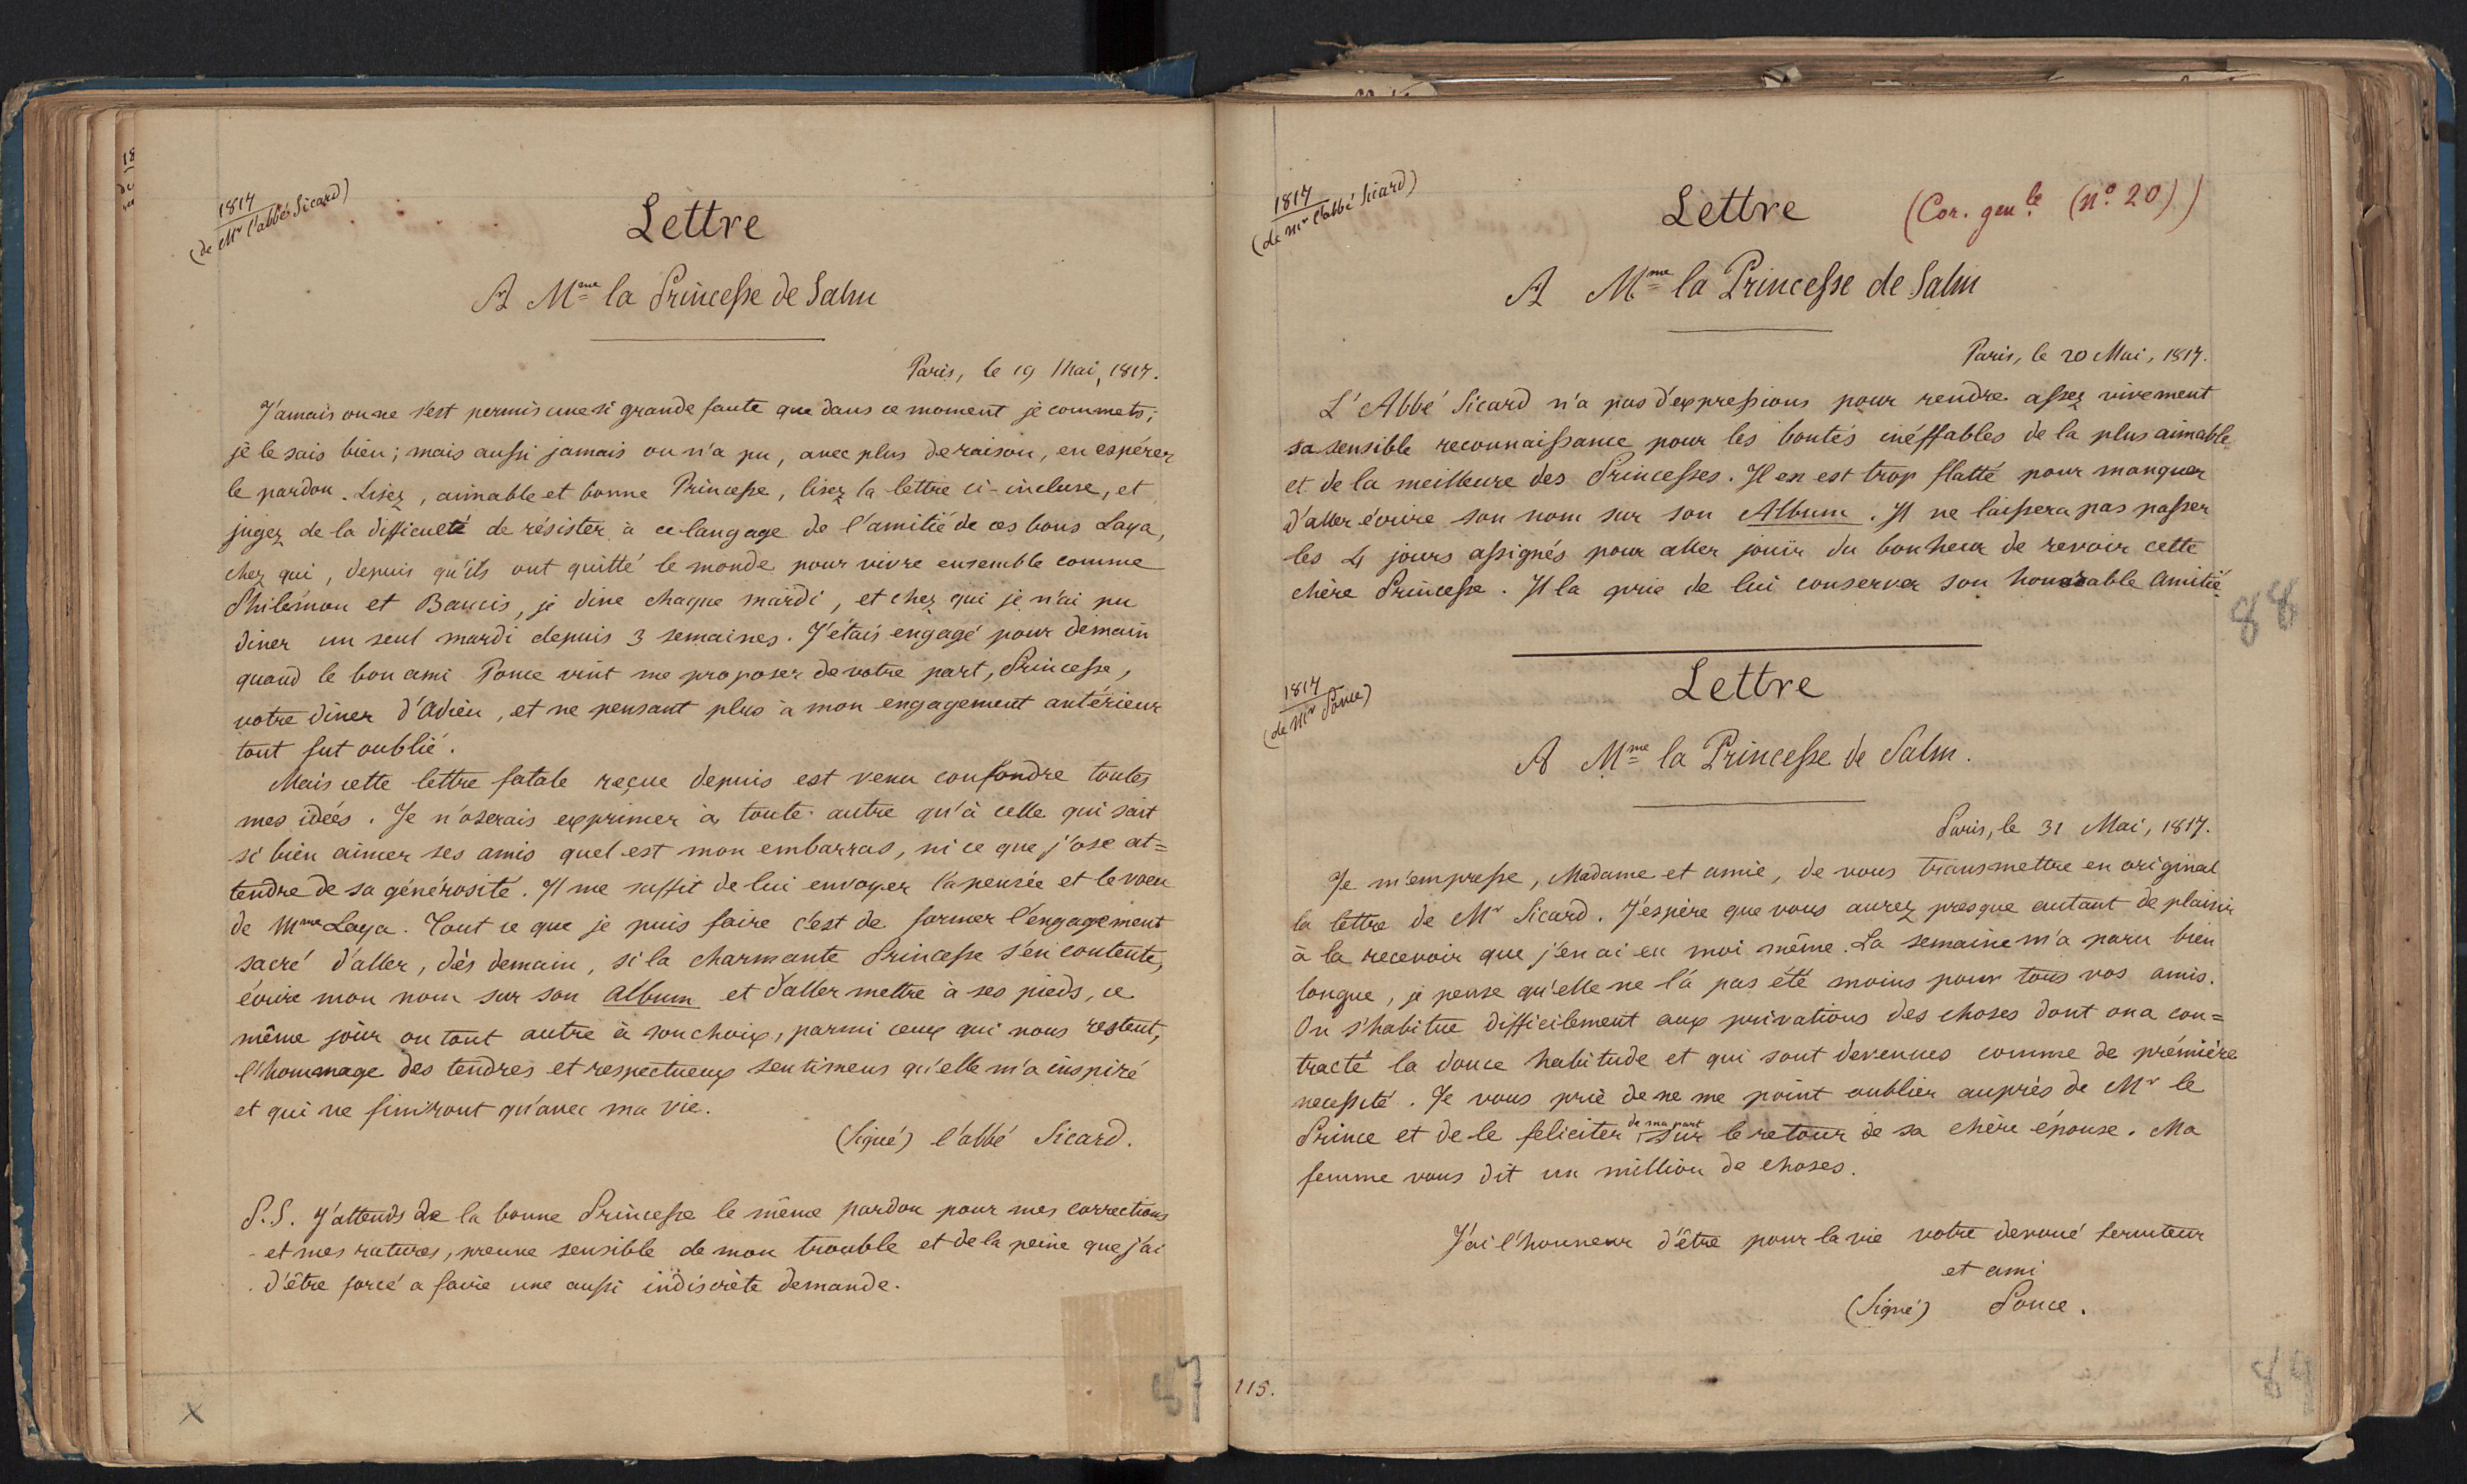 1817
(de Mr l'abbé Sicard)
Lettre
A Mme la Princesse de Salm
Paris, le 19 Mai, 1817.
Jamais on ne s'est permis une si grande faute que dans ce moment je commets;
je le sais bien; mais aussi jamais on n'a pu, avec plus de raison, en espérer
le pardon. Lisez, aimable et bonne Princesse, lisez la lettre ci-incluse, et
jugez de la difficulté de résister à ce langage de l'amitié de ces bons Laya,
chez qui, depuis qu'ils ont quitté le monde pour vivre ensemble comme
Philémon et Baucis, je dine chaque mardi, et chez qui je n'ai pu
diner un seul mardi depuis 3 semaines. J'étais engagé pour demain
quand le bon ami Ponce vint me proposer de votre part, Princesse,
votre diner d'Adieu, et ne pensant plus à mon engagement antérieur
tout fut oublié.
Mais cette lettre fatale reçue depuis est venu confondre toutes
mes idées. Je n'oserais exprimer à toute autre qu'à celle qui sait
si bien aimer ses amis quel est mon embarras, ni ce que j'ose at=
tendre de sa générosité. Il me suffit de lui envoyer la pensée et le voeu
de Mme Laya. Tout ce que je puis faire c'est de former l'engagement
sacré d'aller, dès demain, si la charmante Princesse s'en contente,
écrire mon nom sur son Album et d'aller mettre à ses pieds, ce
même jour ou tout autre à son choix, parmi ceux qui nous restent,
l'hommage des tendres et respectueux sentimens qu'elle m'a inspiré
et qui ne finiront qu'avec ma vie.
(Signé) l'abbé Sicard.
P.S. J'attends de la bonne Princesse le même pardon pour mes corrections
et mes ratures, preuve sensible de mon trouble et de la peine que j'ai
d'être forcé a faire une aussi indiscrète demande.
87
X
1817
(de Mr l'abbé Sicard)
Lettre (Cor. genle. (no. 20))
A Mme la Princesse de Salm
Paris, le 20 Mai, 1817.
L'Abbé Sicard n'a pas d'expressions pour rendre assez vivement
sa sensible reconnaissance pour les bontés inéffables de la plus aimable
et de la meilleure des Princesses. Il en est trop flatté pour manquer
d'aller écrire son nom sur son Album. Il ne laissera pas passer
les 4 jours assignés pour aller jouir du bonheur de revoir cette
chère Princesse. Il la prie de lui conserver son honorable amitié
88
1817
(de Mr Ponce)
Lettre
A Mme la Princesse de Salm.
Paris, le 31 Mai, 1817.
Je m'empresse, Madame et amie, de vous transmettre en original
la lettre de Mr Sicard. J'espère que vous aurez presque autant de plaisir
à la recevoir que j'en ai eu moi même. La semaine m'a paru bien
longue, je pense qu'elle ne l'a pas été moins pour tous vos amis.
On s'habitue difficilement aux privations des choses dont on a con=
tracté la douce habitude et qui sont devenues comme de prémière
necessité. Je vous prie de ne me point oublier auprès de Mr le
Prince et de le feliciter de ma part sur le retour de sa chère épouse. Ma
femme vous dit un million de choses.
J'ai l'honneur d'être pour la vie votre devoué serviteur
et ami
(Signé) Ponce.
115.
89